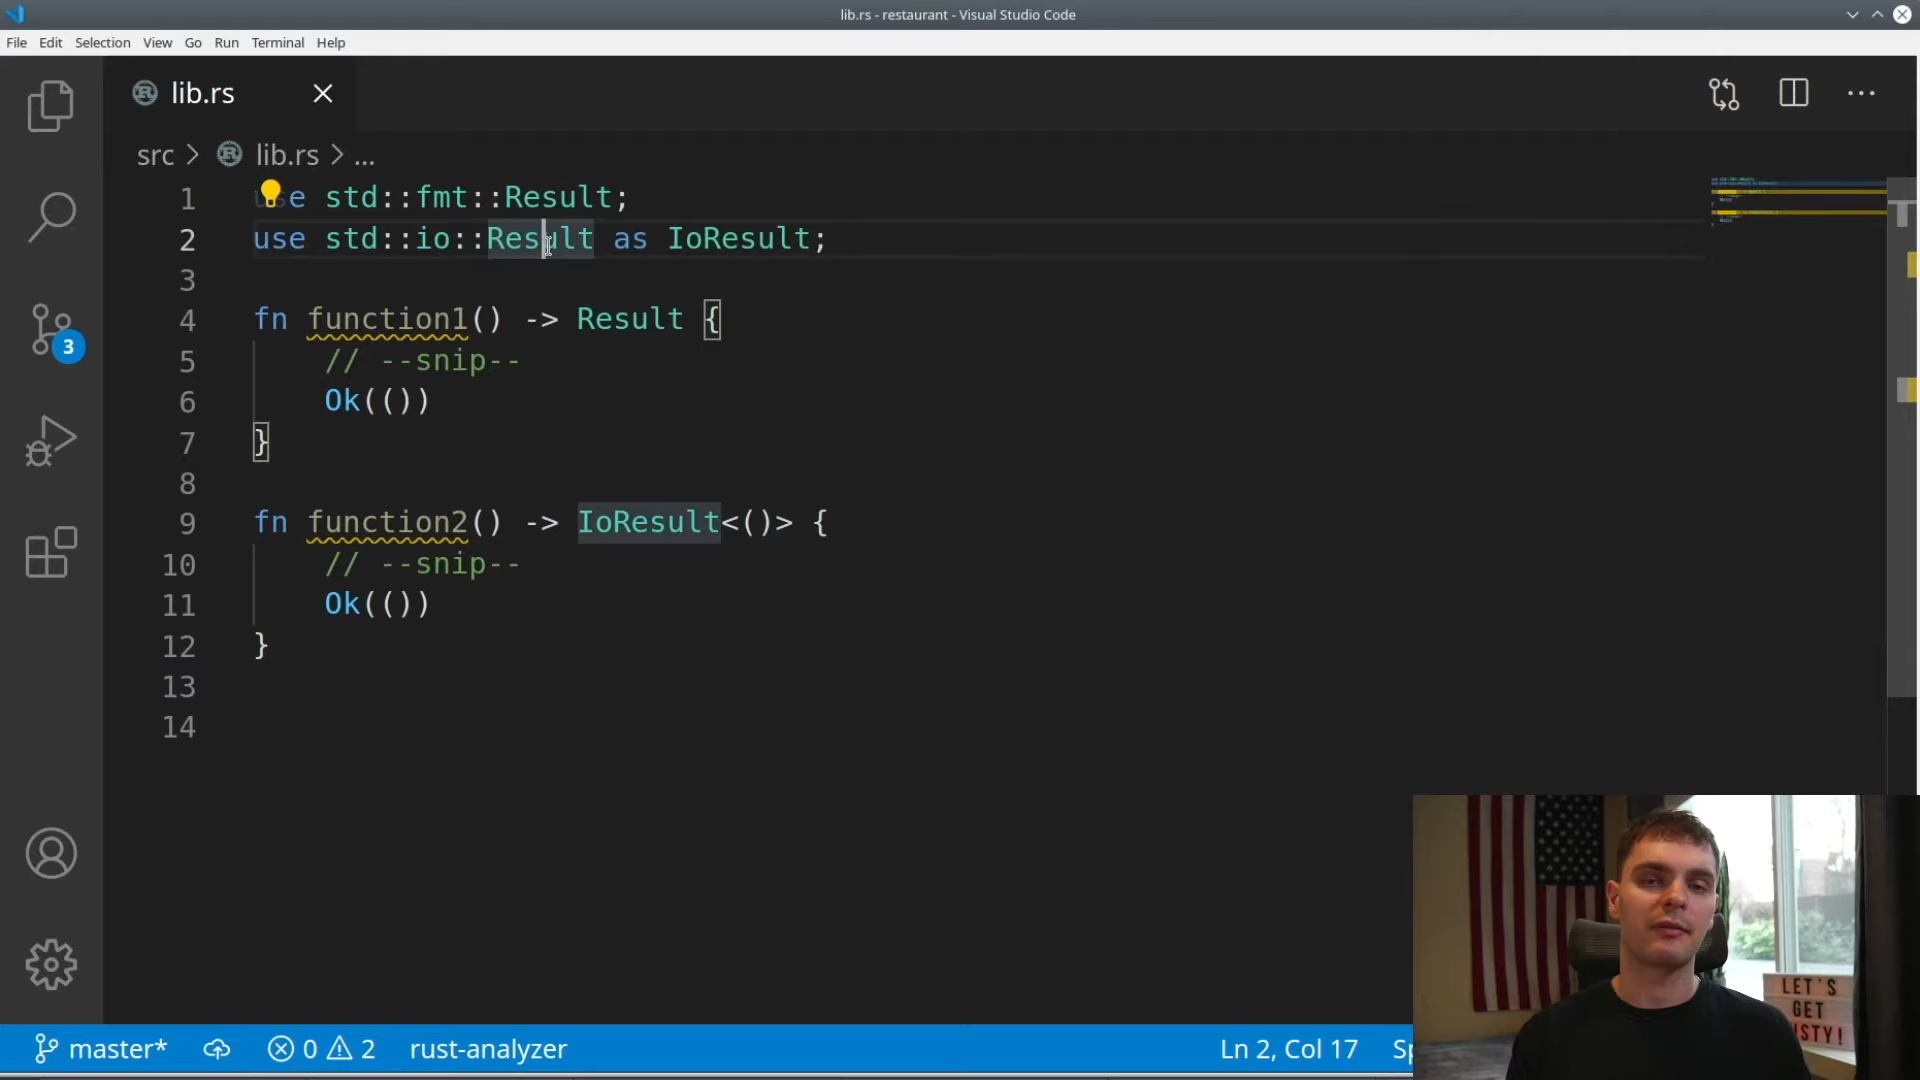 lib.rs - restaurant - Visual Studio Code
File Edit Selection View Go Run Terminal Help
lib.rs
src > lib.rs > ...
1 use std::fmt::Result;
2 use std::io::Result as IoResult;
3
4 fn function1() -> Result {
5 // --snip--
6 Ok(())
7 }
8
9 fn function2() -> IoResult<()> {
10 // --snip--
11 Ok(())
12 }
13
14
3
LET'S
GET
master* 0 2 rust-analyzer Ln 2, Col 17